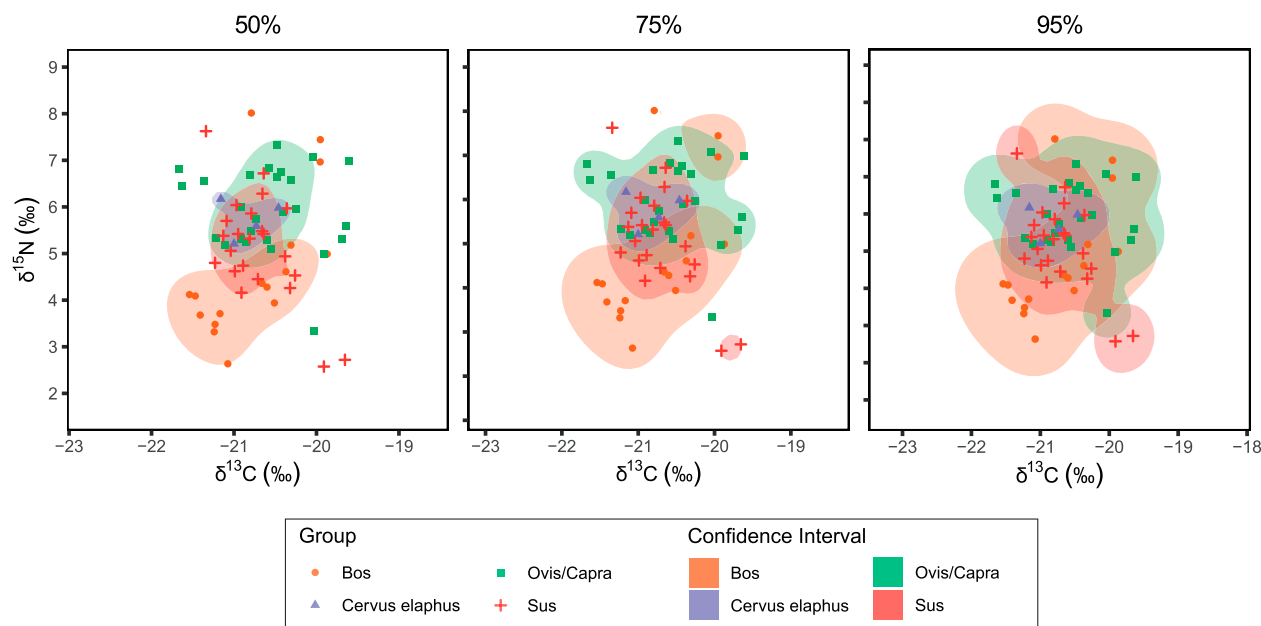 50% 75% 95%
9
8
7
6
5
4
3
2
δ15N (‰)
−23 −22 −21 −20 −19 −23 −22 −21 −20 −19 −23 −22 −21 −20 −19 −18
δ13C (‰) δ13C (‰) δ13C (‰)
Group Confidence Interval
Bos Ovis/Capra Bos Ovis/Capra
Cervus elaphus Sus Cervus elaphus Sus